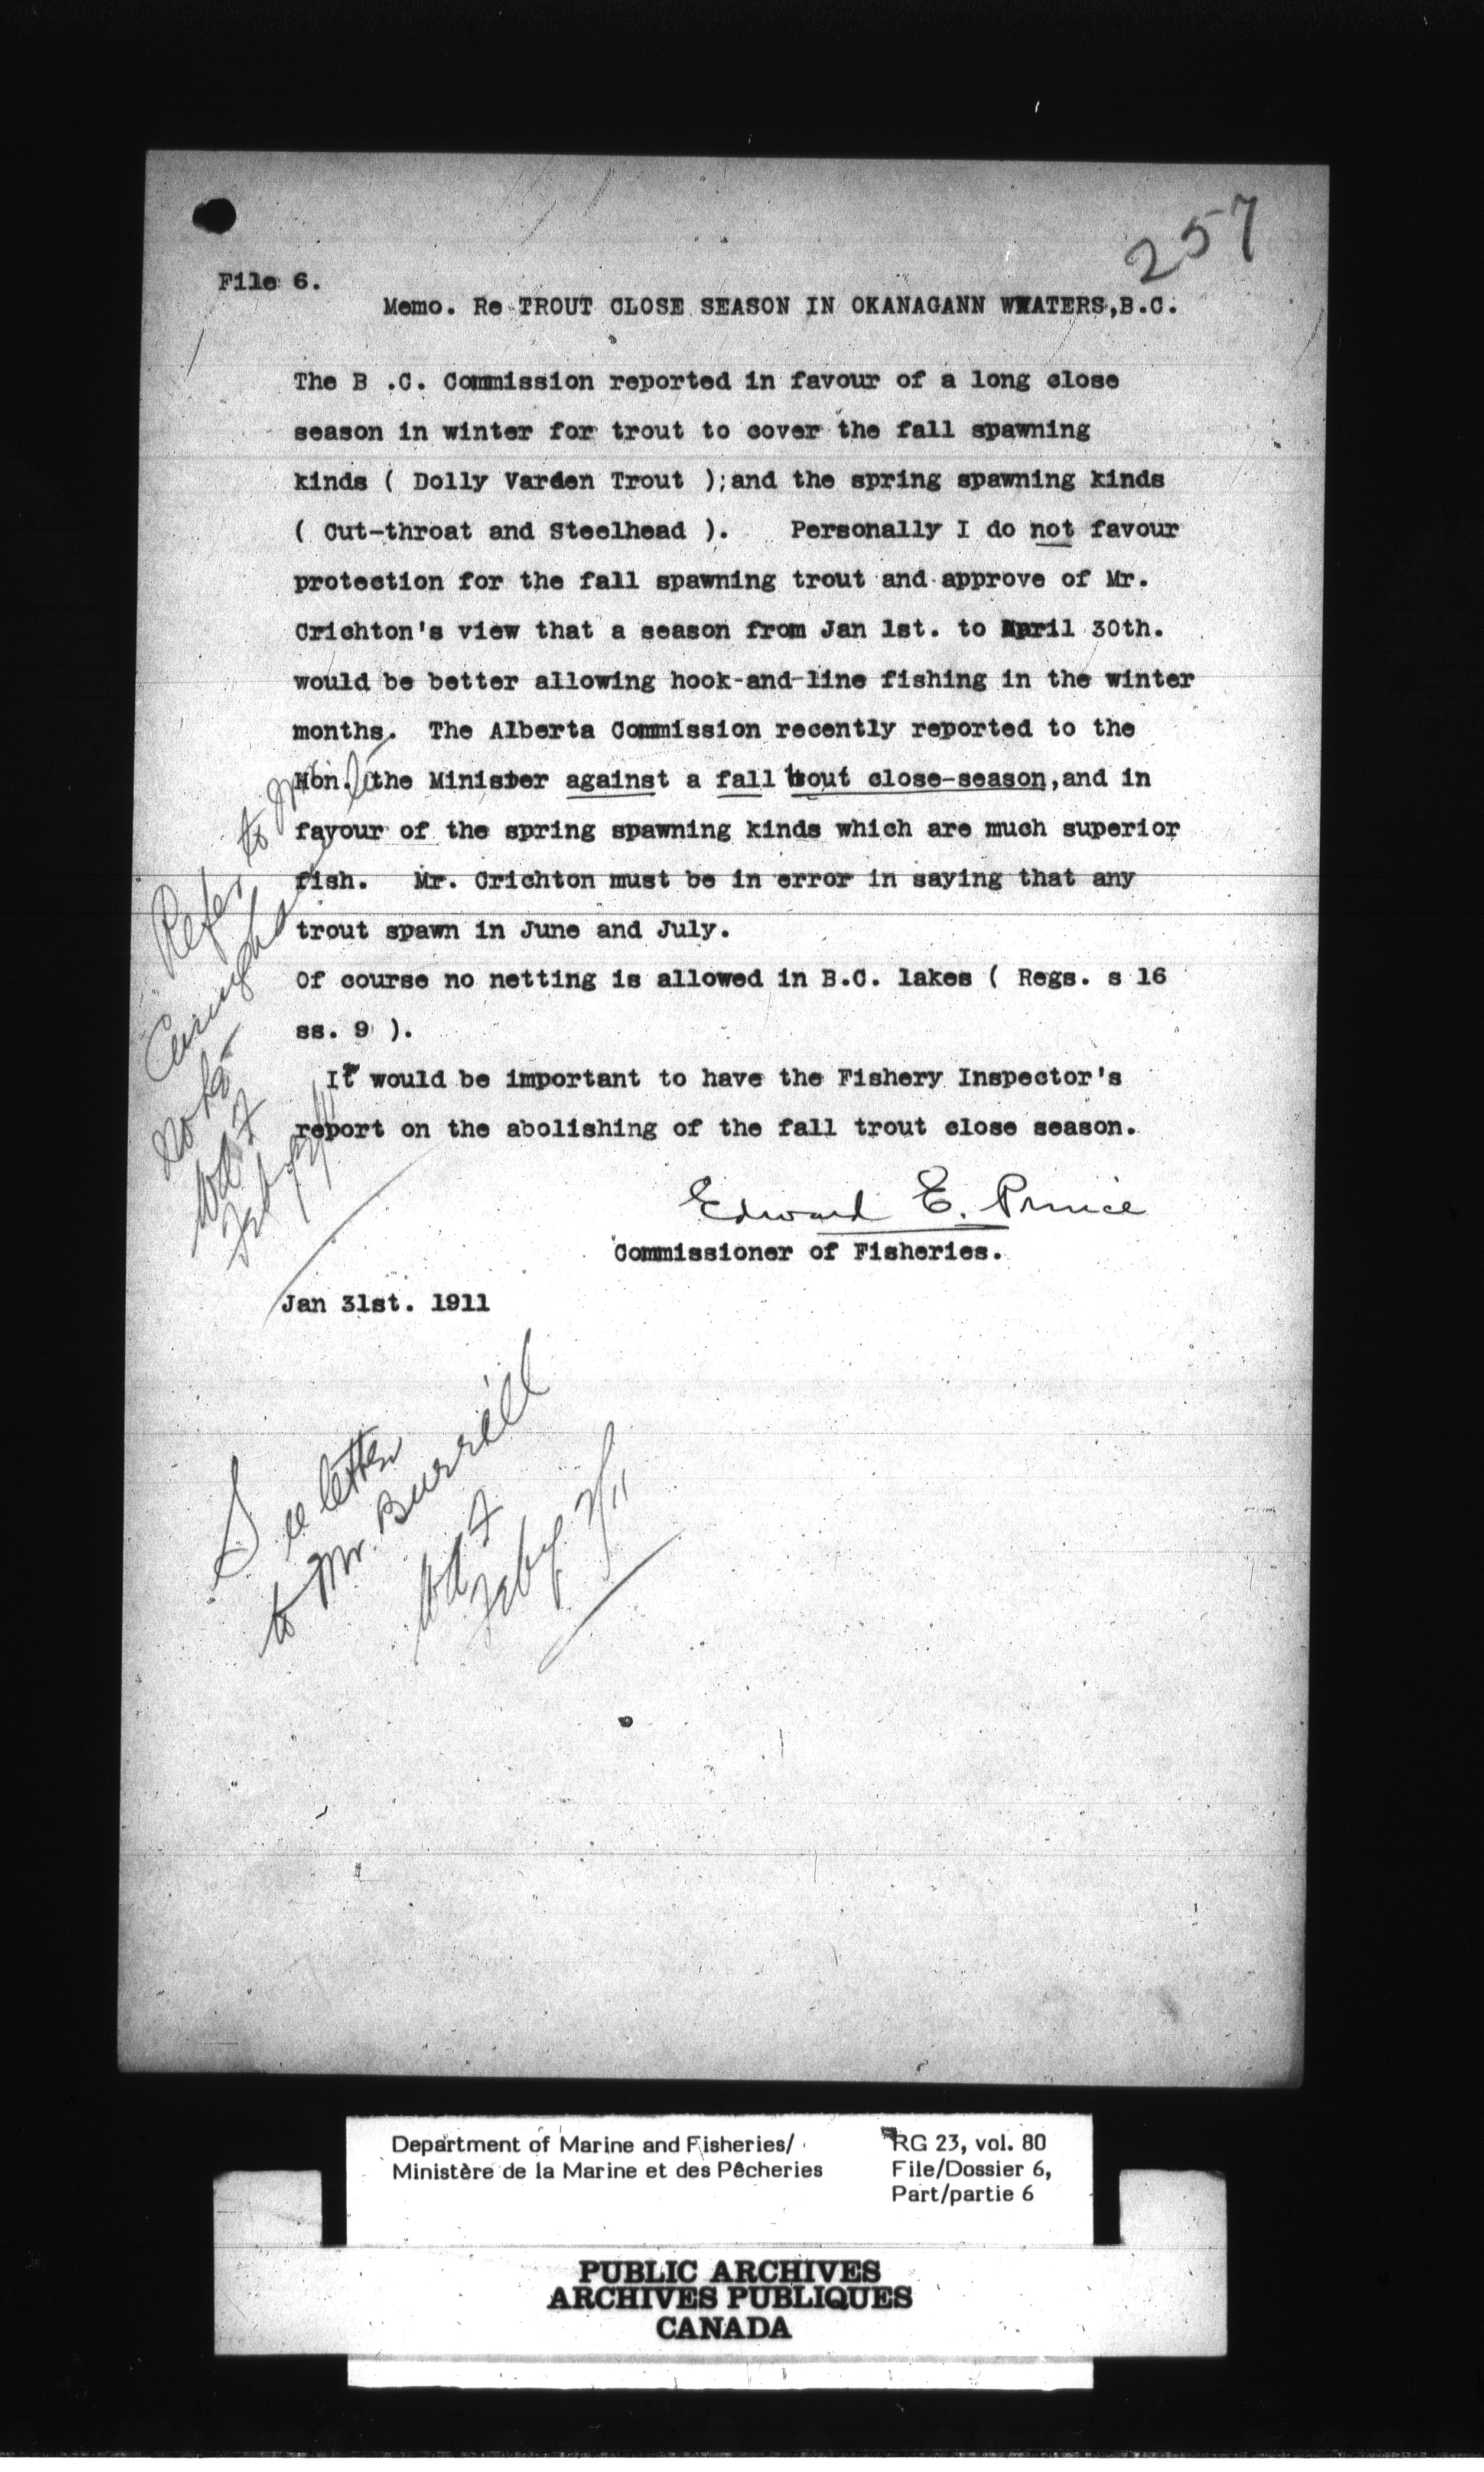 257
File 6.
Memo. Re TROUT CLOSE SEASON IN OKANAGANN WWATERS,B.C.
The B .C. Commission reported in favour of a long close
season in winter for trout to cover the fall spawning
kinds ( Dolly Varden Trout );and the spring spawning kinds
( Cut-throat and Steelhead ). Personally I do not favour
protection for the fall spawning trout and approve of Mr.
Crichton's view that a season from Jan 1st. to April 30th.
would be better allowing hook-and-line fishing in the winter
months. The Alberta Commission recently reported to the
Hon. the Minister against a fall trout close-season,and in
favour of the spring spawning kinds which are much superior
fish. Mr. Crichton must be in error in saying that any
trout spawn in June and July.
Of course no netting is allowed in B.C. lakes ( Regs. s 16
ss. 9 ).
It would be important to have the Fishery Inspector's
report on the abolishing of the fall trout close season.
Refer to
Edward E. Prince
Commissioner of Fisheries.
Jan 31st. 1911
See letter
to Mr. Burrill
Feby 2/11
Department of Marine and Fisheries/
Ministère de la Marine et des Pêcheries
RG 23, vol. 80
File/Dossier 6,
Part/partie 6
PUBLIC ARCHIVES
ARCHIVES PUBLIQUES
CANADA